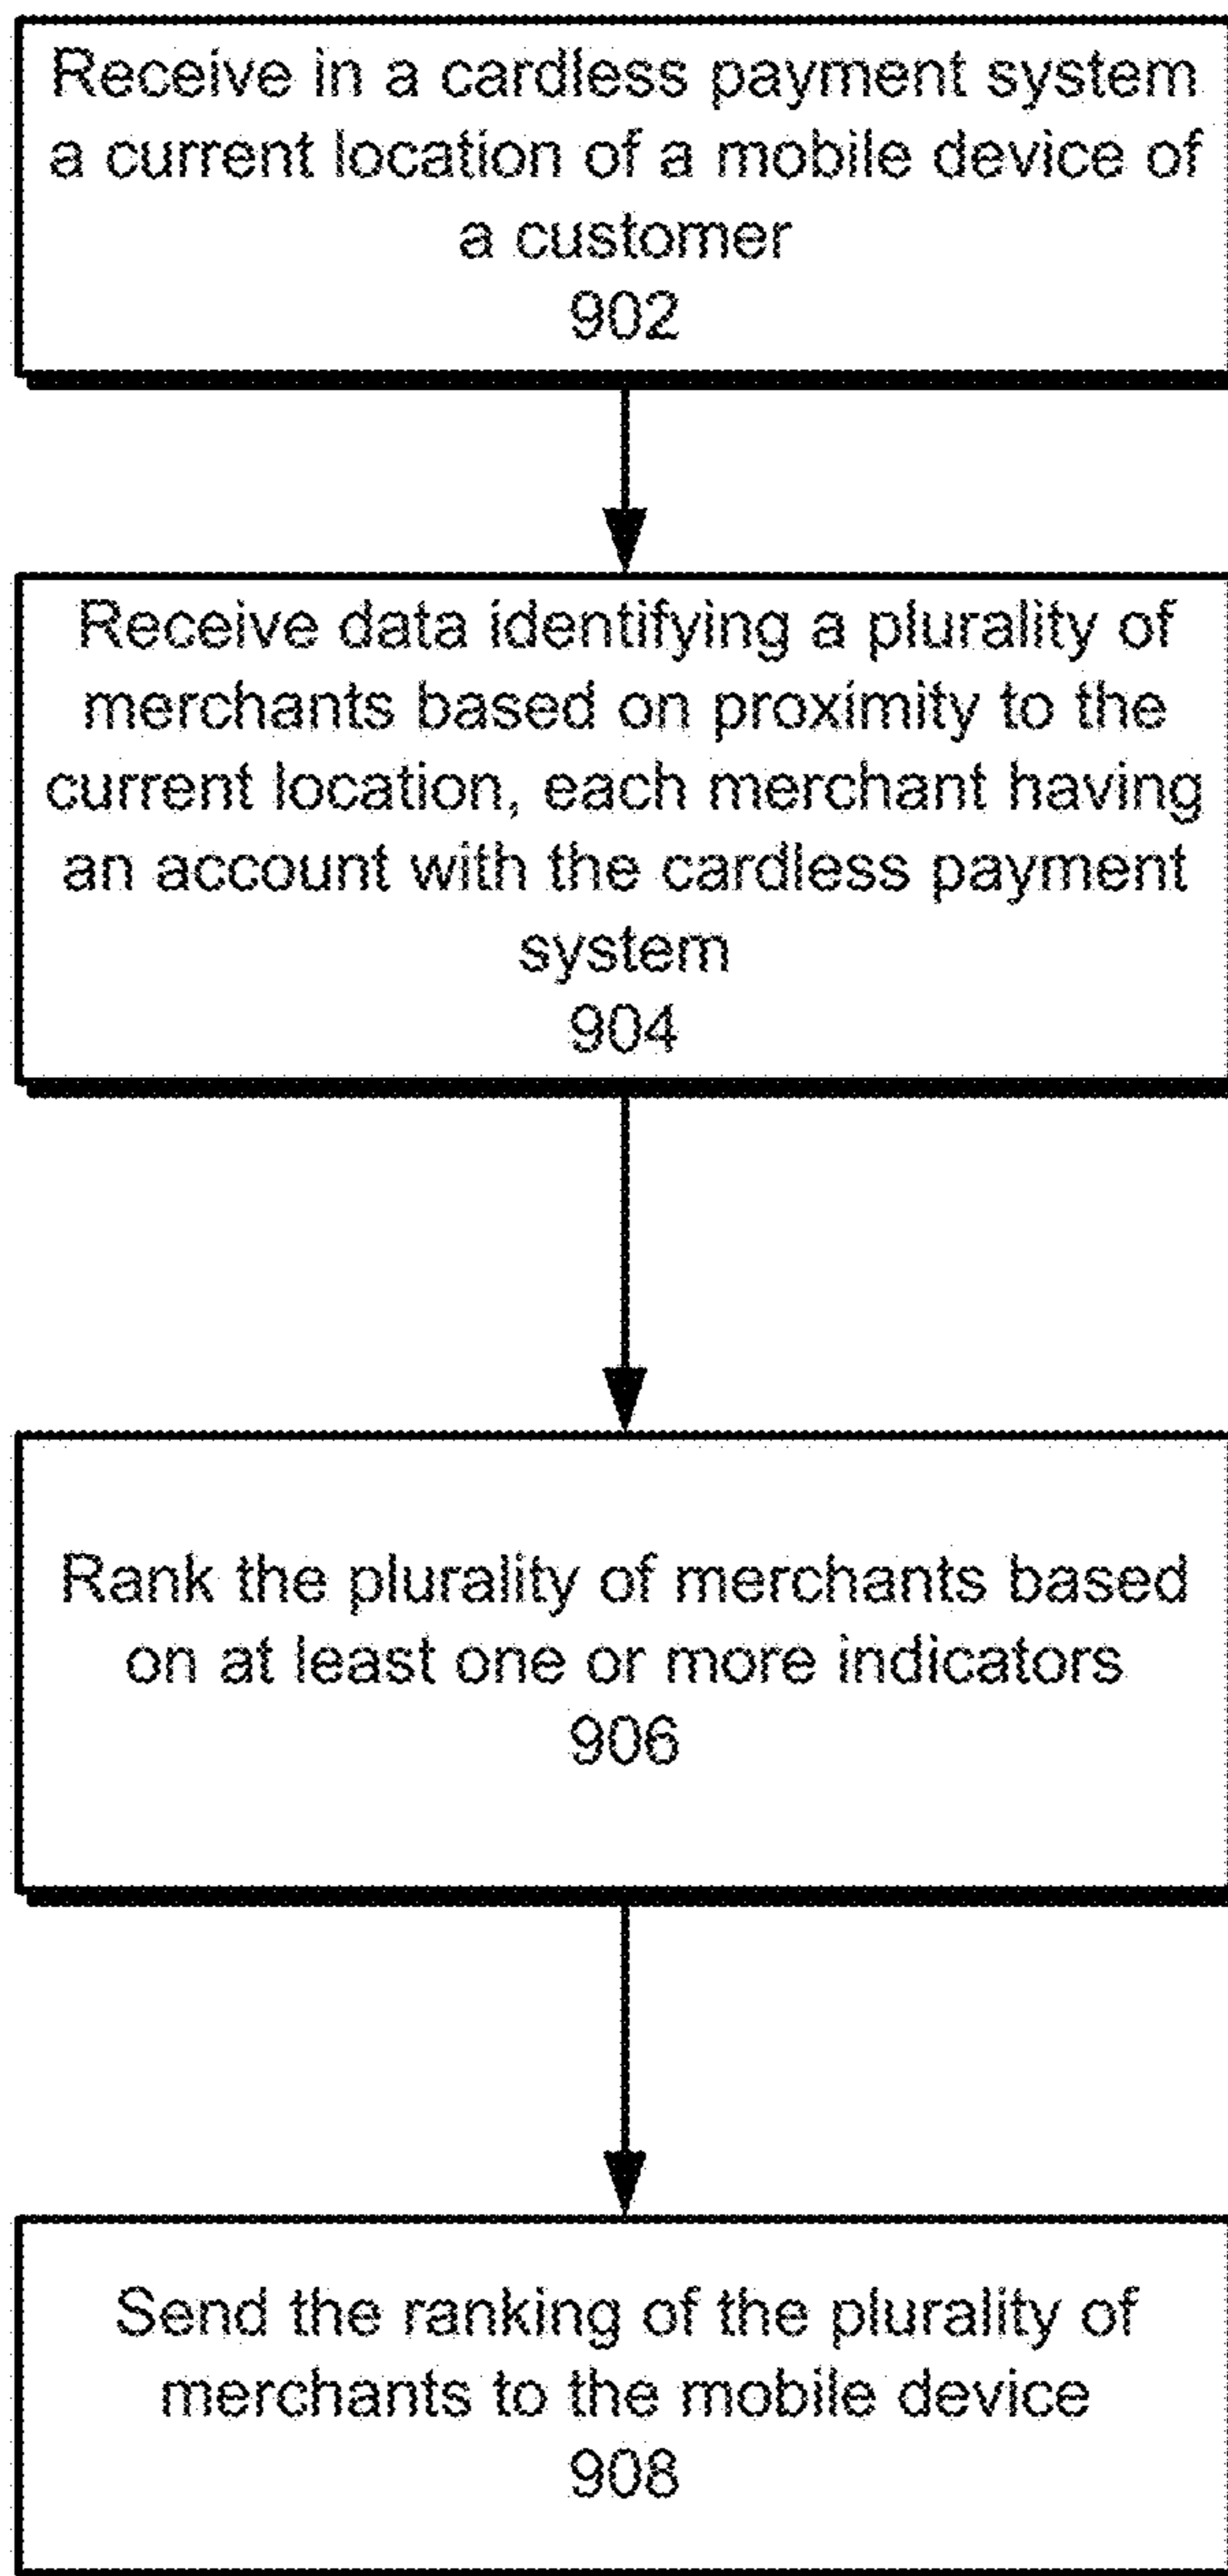 Receive in a cardless payment system
a current location of a mobile device of
a customer
902
Receive data identifying a plurality of
merchants based on proximity to the
current location, each merchant having
an account with the cardless payment
system
904
Rank the plurality of merchants based
on at least one or more indicators
906
Send the ranking of the plurality of
merchants to the mobile device
908